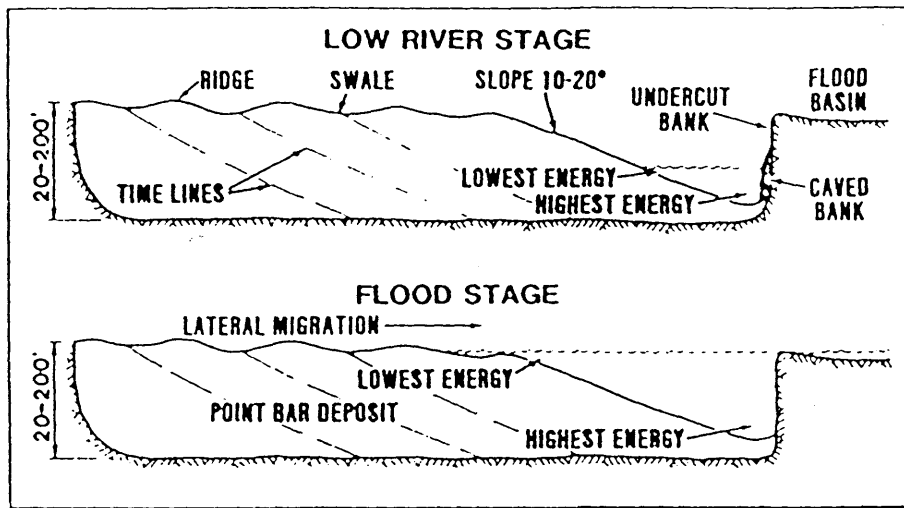 LOW RIVER STAGE
RIDGE
SWALE
SLOPE 10-20°
UNDERCUT
BANK
FLOOD
BASIN
20-200'
TIME LINES
LOWEST ENERGY
HIGHEST ENERGY
CAVED
BANK
FLOOD STAGE
LATERAL MIGRATION
20-200'
LOWEST ENERGY
POINT BAR DEPOSIT
HIGHEST ENERGY